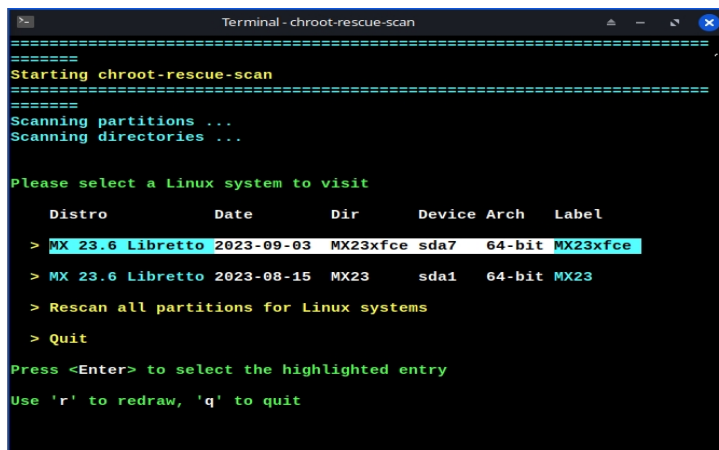 Terminal - chroot-rescue-scan
========================================================================
=======
Starting chroot-rescue-scan
========================================================================
=======
Scanning partitions ...
Scanning directories ...
Please select a Linux system to visit
Distro Date Dir Device Arch Label
> MX 23.6 Libretto 2023-09-03 MX23xfce sda7 64-bit MX23xfce
> MX 23.6 Libretto 2023-08-15 MX23 sda1 64-bit MX23
> Rescan all partitions for Linux systems
> Quit
Press <Enter> to select the highlighted entry
Use 'r' to redraw, 'q' to quit